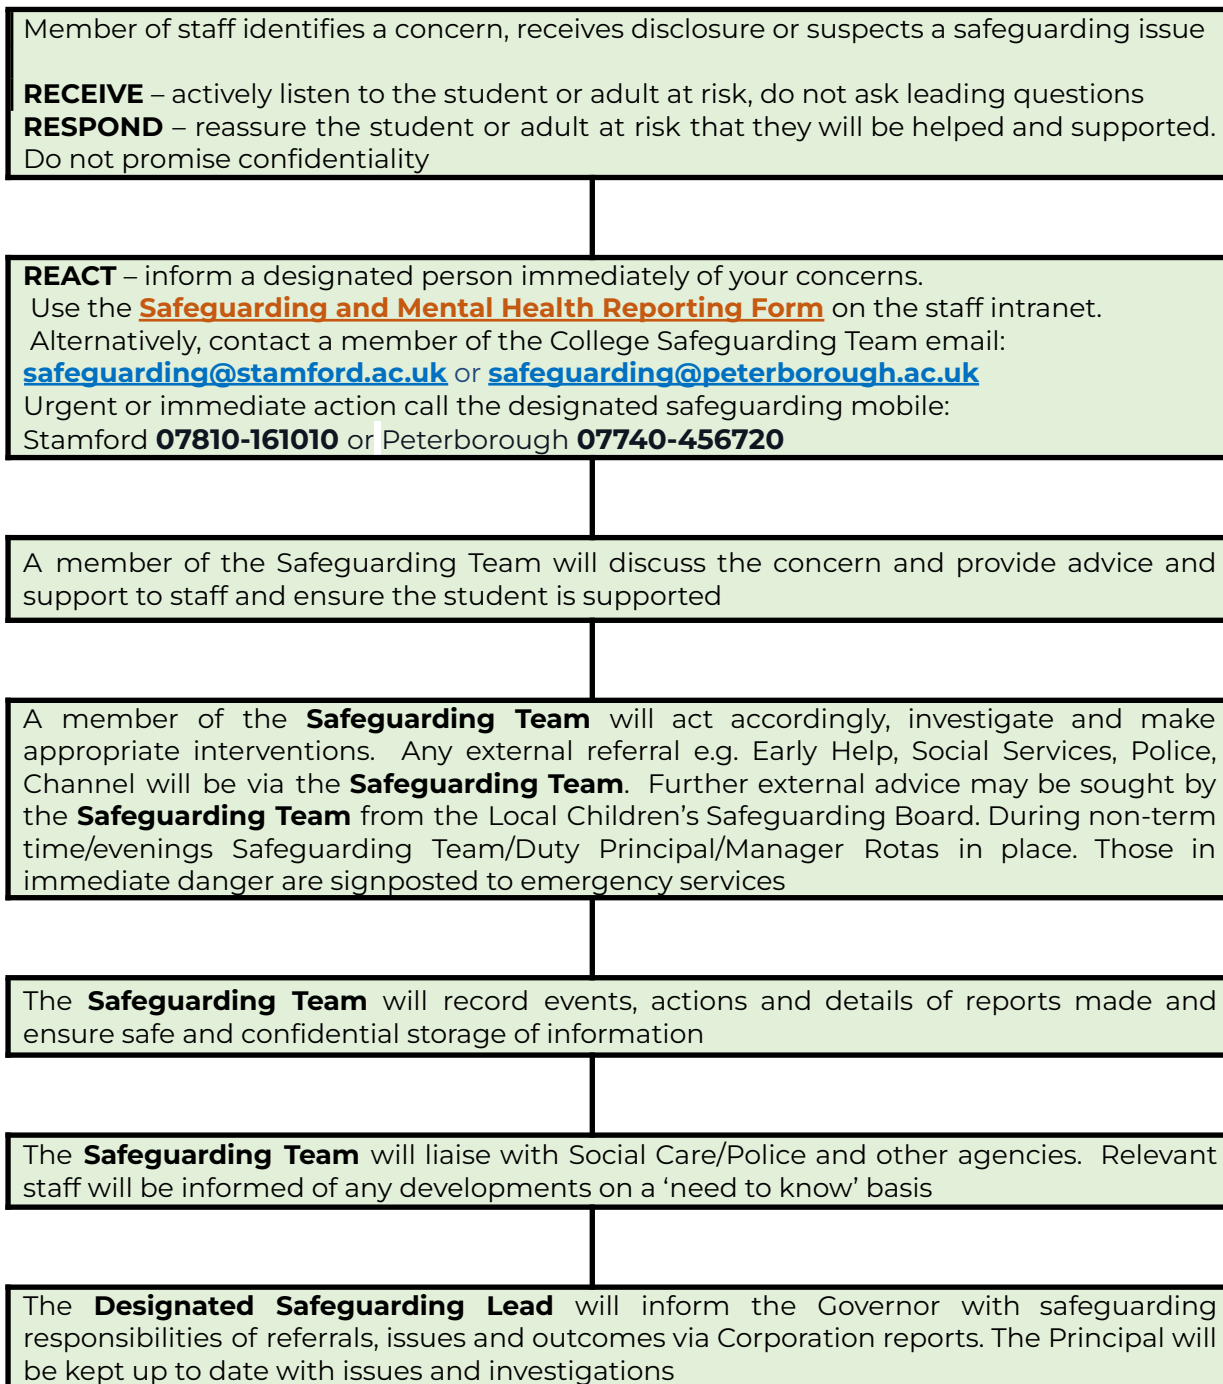 Member of staff identifies a concern, receives disclosure or suspects a safeguarding issue
RECEIVE – actively listen to the student or adult at risk, do not ask leading questions
RESPOND – reassure the student or adult at risk that they will be helped and supported.
Do not promise confidentiality
REACT – inform a designated person immediately of your concerns.
Use the Safeguarding and Mental Health Reporting Form on the staff intranet.
Alternatively, contact a member of the College Safeguarding Team email:
safeguarding@stamford.ac.uk or safeguarding@peterborough.ac.uk
Urgent or immediate action call the designated safeguarding mobile:
Stamford 07810-161010 or Peterborough 07740-456720
A member of the Safeguarding Team will discuss the concern and provide advice and
support to staff and ensure the student is supported
A member of the Safeguarding Team will act accordingly, investigate and make
appropriate interventions. Any external referral e.g. Early Help, Social Services, Police,
Channel will be via the Safeguarding Team. Further external advice may be sought by
the Safeguarding Team from the Local Children’s Safeguarding Board. During non-term
time/evenings Safeguarding Team/Duty Principal/Manager Rotas in place. Those in
immediate danger are signposted to emergency services
The Safeguarding Team will record events, actions and details of reports made and
ensure safe and confidential storage of information
The Safeguarding Team will liaise with Social Care/Police and other agencies. Relevant
staff will be informed of any developments on a ‘need to know’ basis
The Designated Safeguarding Lead will inform the Governor with safeguarding
responsibilities of referrals, issues and outcomes via Corporation reports. The Principal will
be kept up to date with issues and investigations